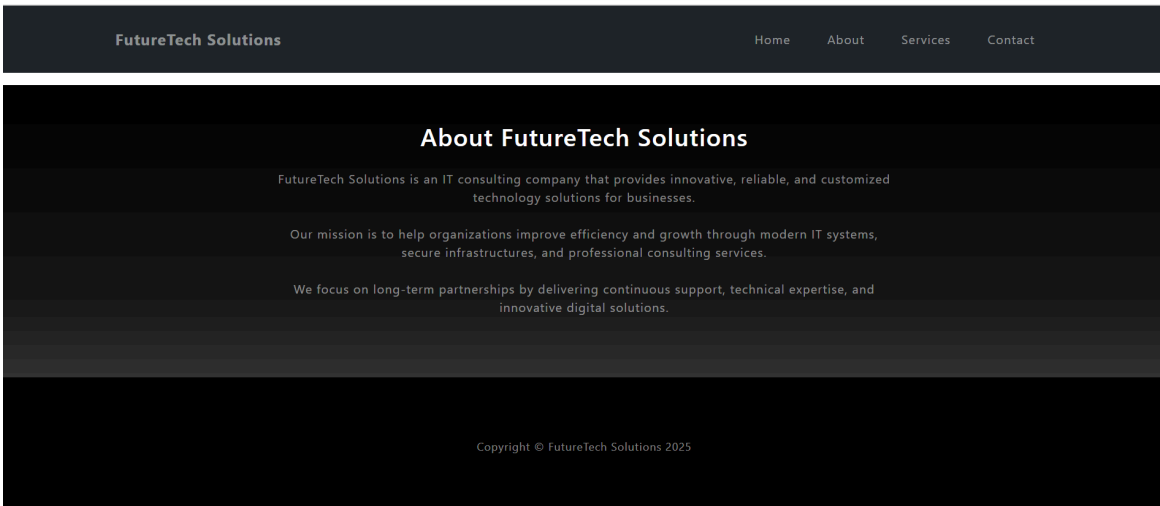 FutureTech Solutions
Home About Services Contact
About FutureTech Solutions
FutureTech Solutions is an IT consulting company that provides innovative, reliable, and customized
technology solutions for businesses.
Our mission is to help organizations improve efficiency and growth through modern IT systems,
secure infrastructures, and professional consulting services.
We focus on long-term partnerships by delivering continuous support, technical expertise, and
innovative digital solutions.
Copyright © FutureTech Solutions 2025